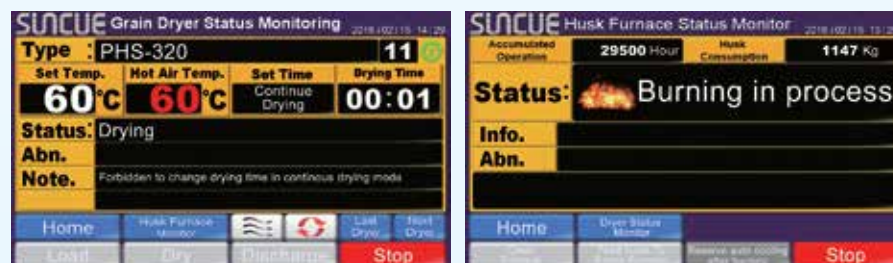 SUNCUE Grain Dryer Status Monitoring
Type : PHS-320 11
Set Temp. Hot Air Temp. Set Time Drying Time
60°C 60°C Continue Drying 00:01
Status: Drying
Abn.
Note. Forbidden to change drying time in continous drying mode
Home Husk Furnace Monitor Last Dryer Next Dryer
Load Dry Discharge Stop
SUNCUE Husk Furnace Status Monitor
Accumulated Operation 29500 Hour Husk Consumption 1147 Kg
Status: Burning in process
Info.
Abn.
Home Dryer Status Monitor
Stop